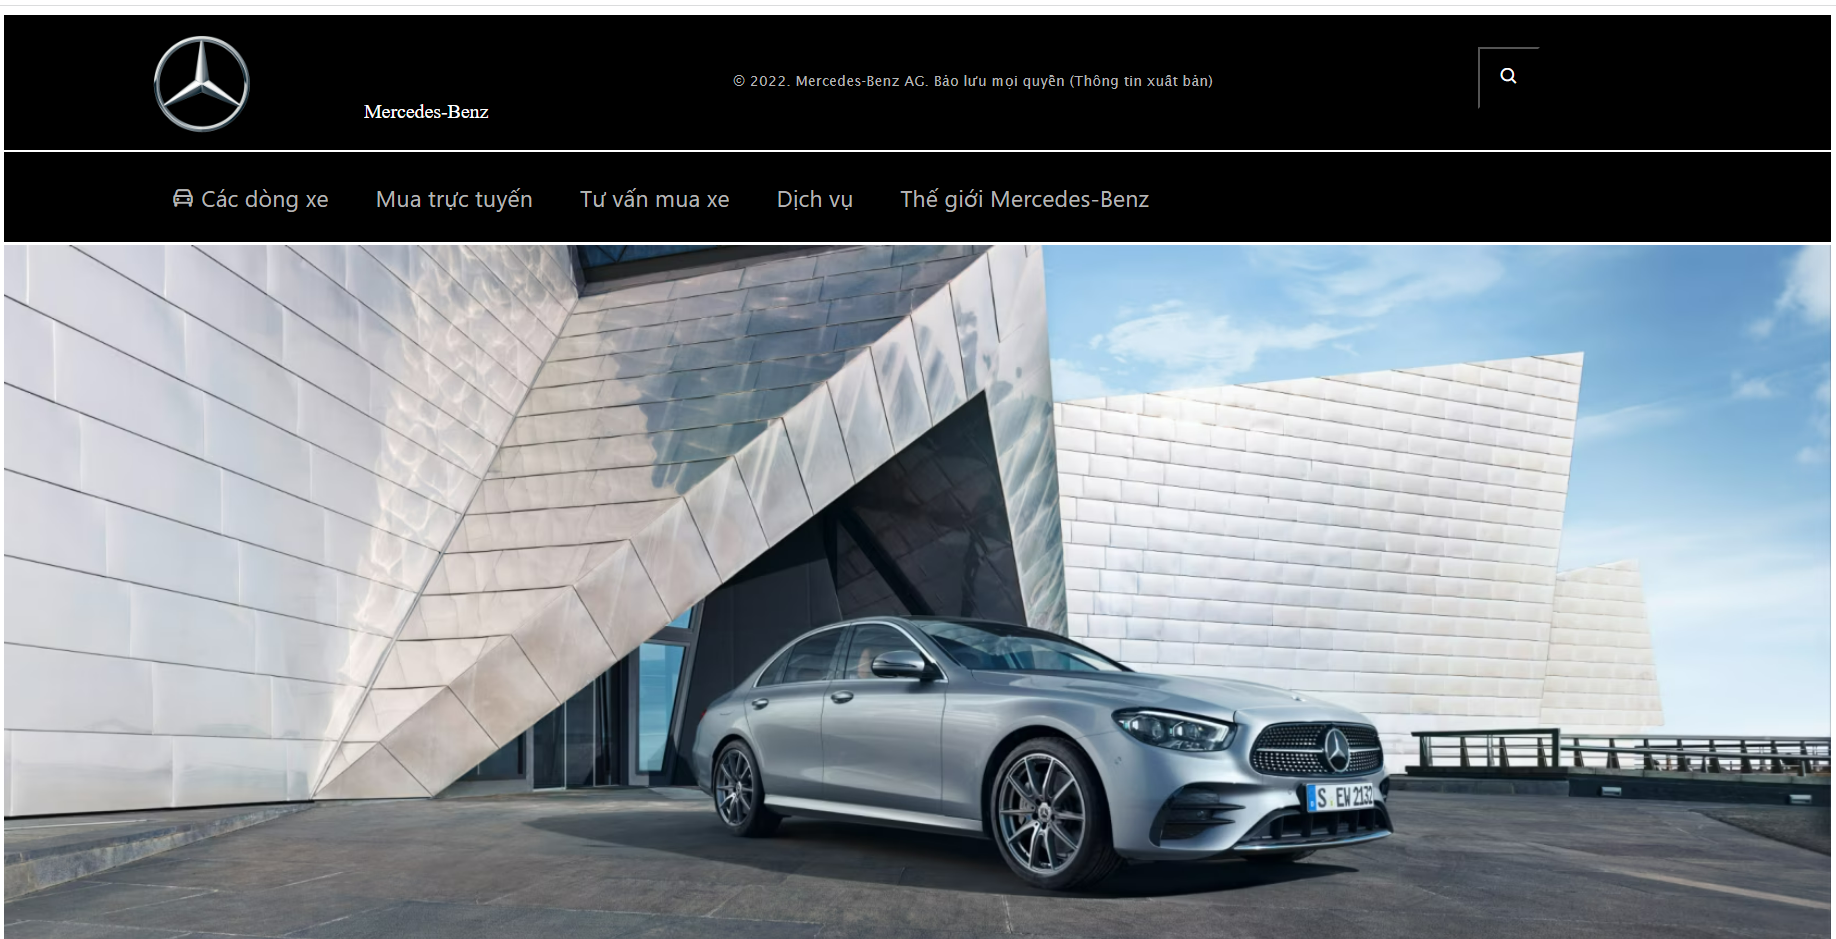 © 2022. Mercedes-Benz AG. Bảo lưu mọi quyền (Thông tin xuất bản)
Mercedes-Benz
Các dòng xe Mua trực tuyến Tư vấn mua xe Dịch vụ Thế giới Mercedes-Benz
S EW 2132